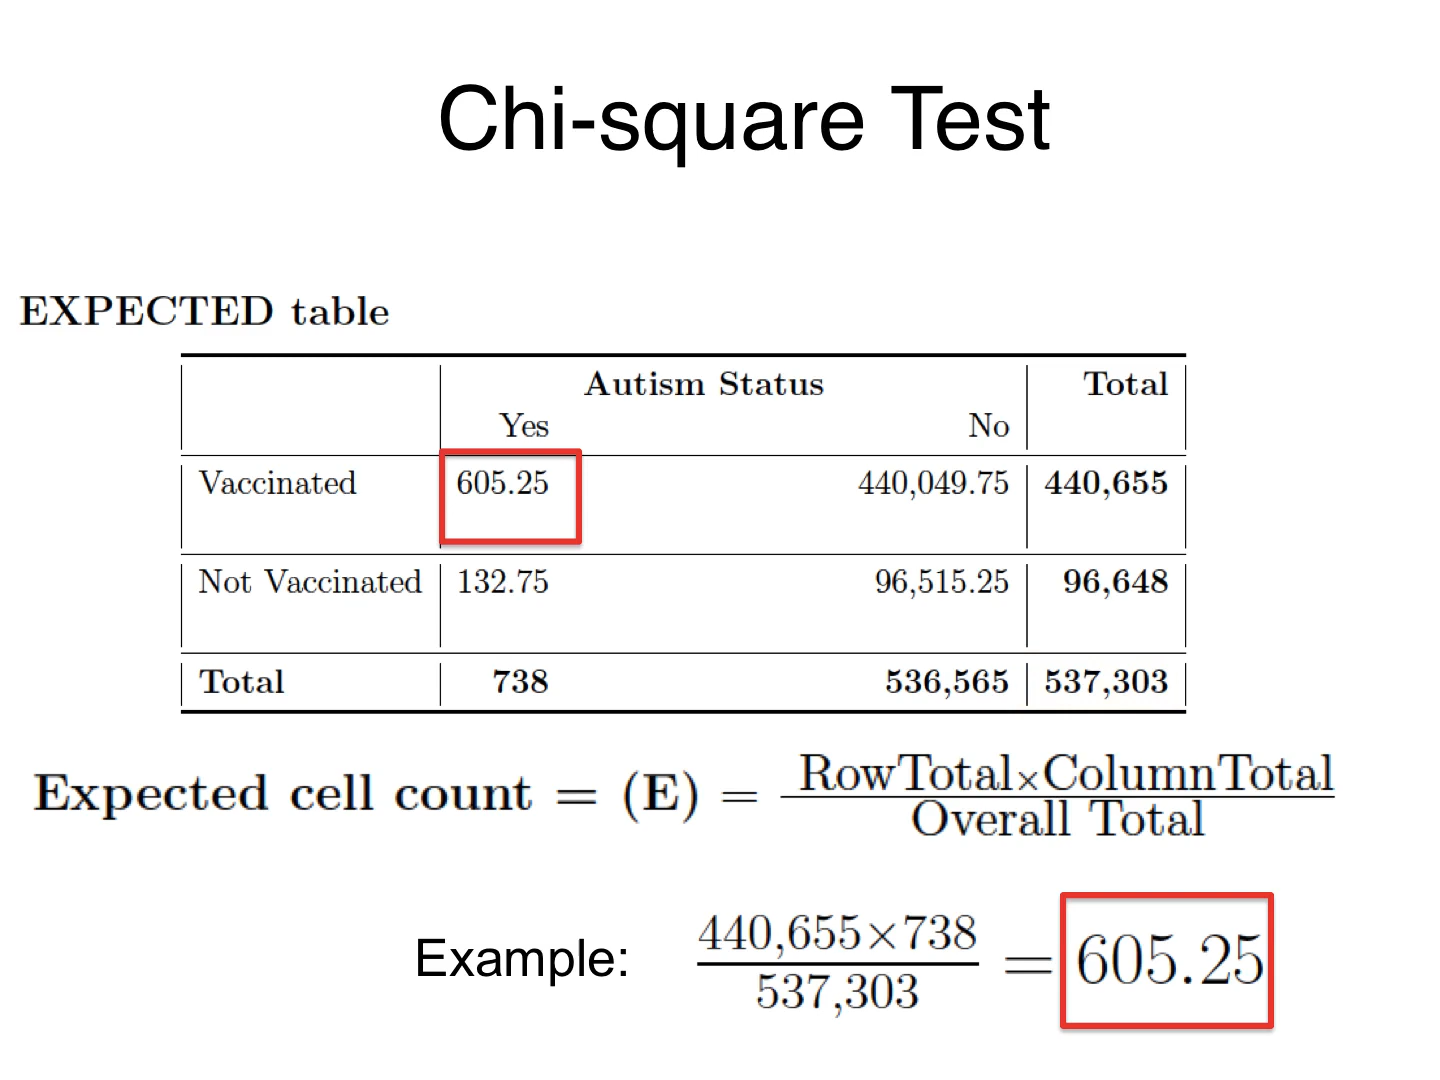 Chi-square Test
EXPECTED table
Autism Status Total
Yes No
Vaccinated 605.25 440,049.75 440,655
Not Vaccinated 132.75 96,515.25 96,648
Total 738 536,565 537,303
Expected cell count = (E) = RowTotal×ColumnTotal
Overall Total
Example: 440,655×738 = 605.25
537,303